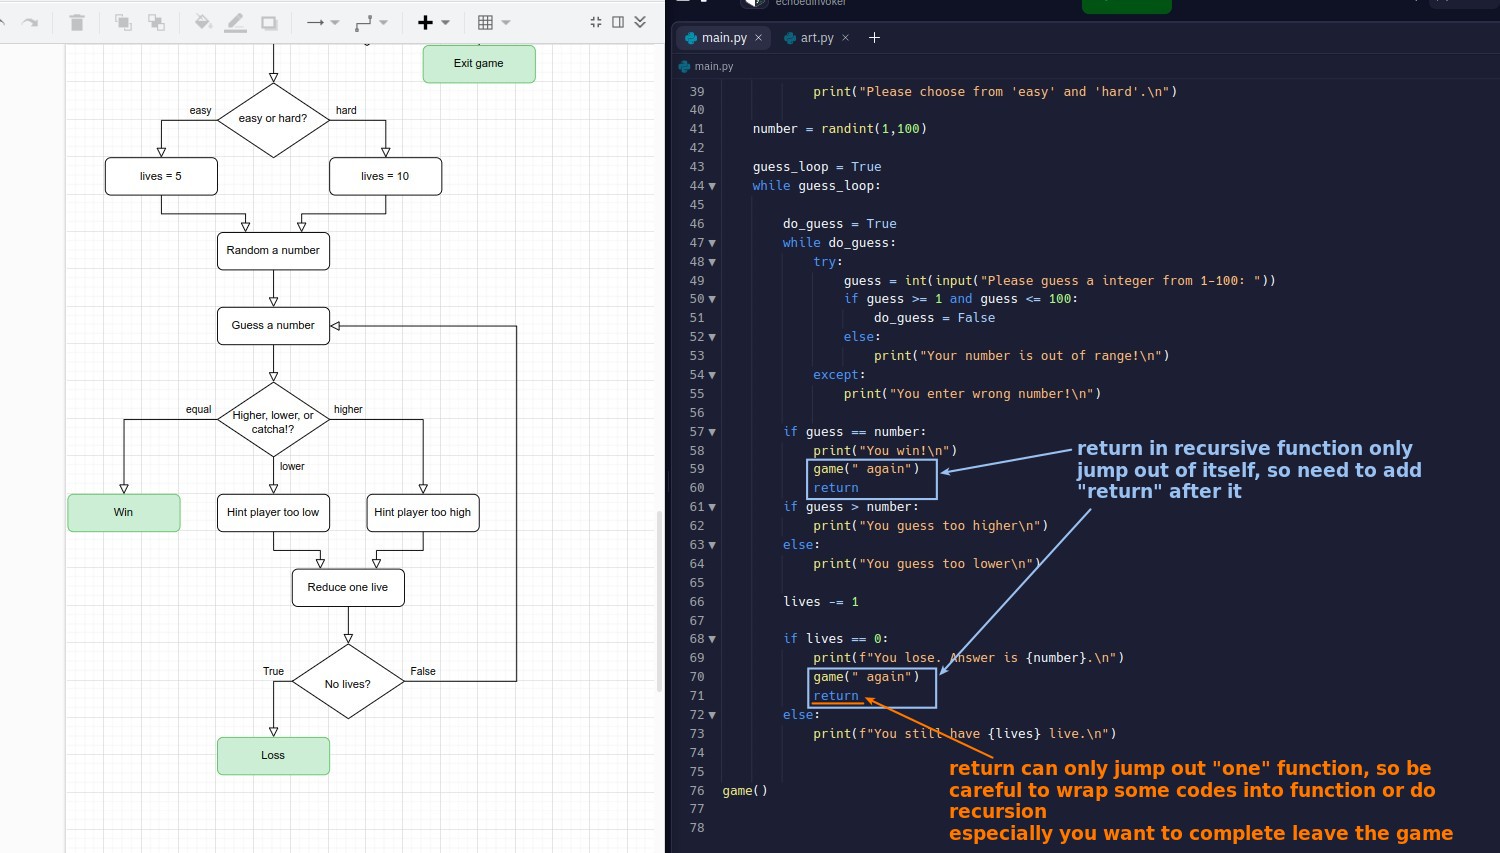 Exit game
easy
hard
easy or hard?
lives = 5
lives = 10
Random a number
Guess a number
equal
Higher, lower, or
catcha!?
higher
lower
Win
Hint player too low
Hint player too high
Reduce one live
True
No lives?
False
Loss
echoedinvoker
main.py ×
art.py ×
+
main.py
39 print("Please choose from 'easy' and 'hard'.\n")
40
41 number = randint(1,100)
42
43 guess_loop = True
44 while guess_loop:
45
46 do_guess = True
47 while do_guess:
48 try:
49 guess = int(input("Please guess a integer from 1-100: "))
50 if guess >= 1 and guess <= 100:
51 do_guess = False
52 else:
53 print("Your number is out of range!\n")
54 except:
55 print("You enter wrong number!\n")
56
57 if guess == number:
58 print("You win!\n")
59 game(" again")
60 return
61 if guess > number:
62 print("You guess too higher\n")
63 else:
64 print("You guess too lower\n")
65
66 lives -= 1
67
68 if lives == 0:
69 print(f"You lose. Answer is {number}.\n")
70 game(" again")
71 return
72 else:
73 print(f"You still have {lives} live.\n")
74
75
76 game()
77
78
return in recursive function only
jump out of itself, so need to add
"return" after it
return can only jump out "one" function, so be
careful to wrap some codes into function or do
recursion
especially you want to complete leave the game